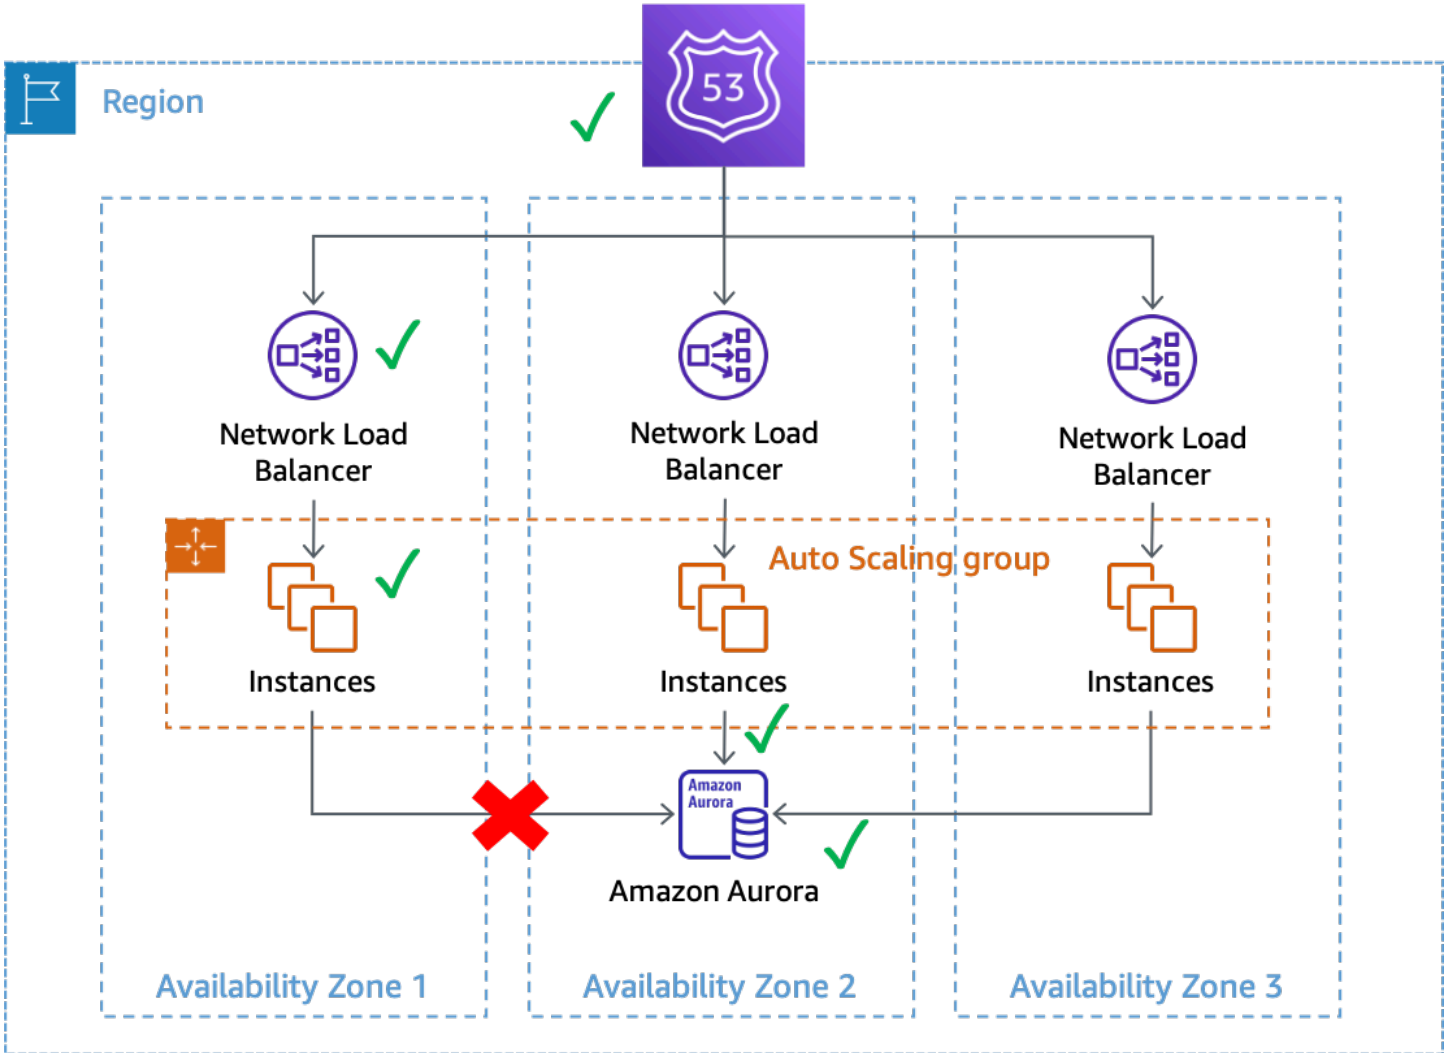 53
Region
Network Load
Balancer
Network Load
Balancer
Network Load
Balancer
Auto Scaling group
Instances
Instances
Instances
Amazon
Aurora
Amazon Aurora
Availability Zone 1
Availability Zone 2
Availability Zone 3